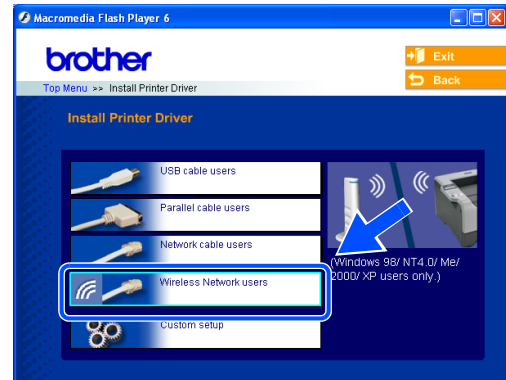 Macromedia Flash Player 6
brother
Exit
Back
Top Menu >> Install Printer Driver
Install Printer Driver
USB cable users
Parallel cable users
Network cable users
Wireless Network users
Custom setup
(Windows 98/ NT4.0/ Me/
2000/ XP users only.)